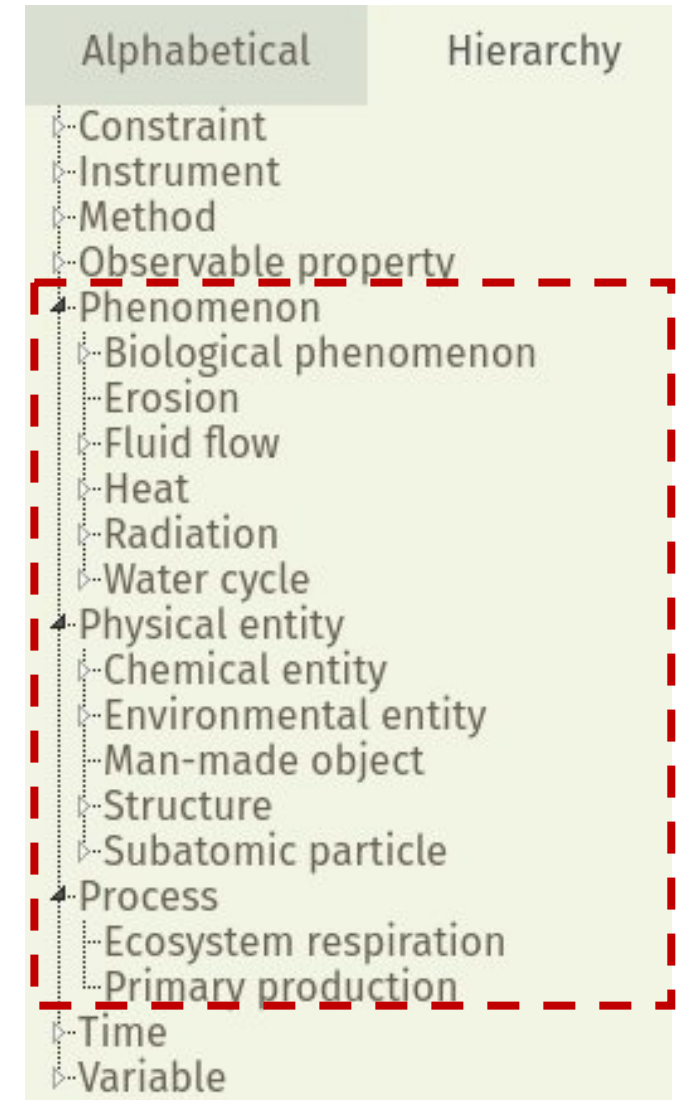 Alphabetical Hierarchy
Constraint
Instrument
Method
Observable property
Phenomenon
Biological phenomenon
Erosion
Fluid flow
Heat
Radiation
Water cycle
Physical entity
Chemical entity
Environmental entity
Man-made object
Structure
Subatomic particle
Process
Ecosystem respiration
Primary production
Time
Variable